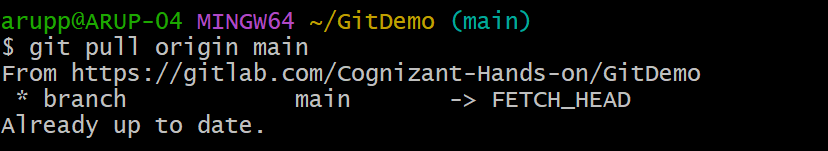 arupp@ARUP-04 MINGW64 ~/GitDemo (main)
$ git pull origin main
From https://gitlab.com/Cognizant-Hands-on/GitDemo
 * branch            main       -> FETCH_HEAD
Already up to date.